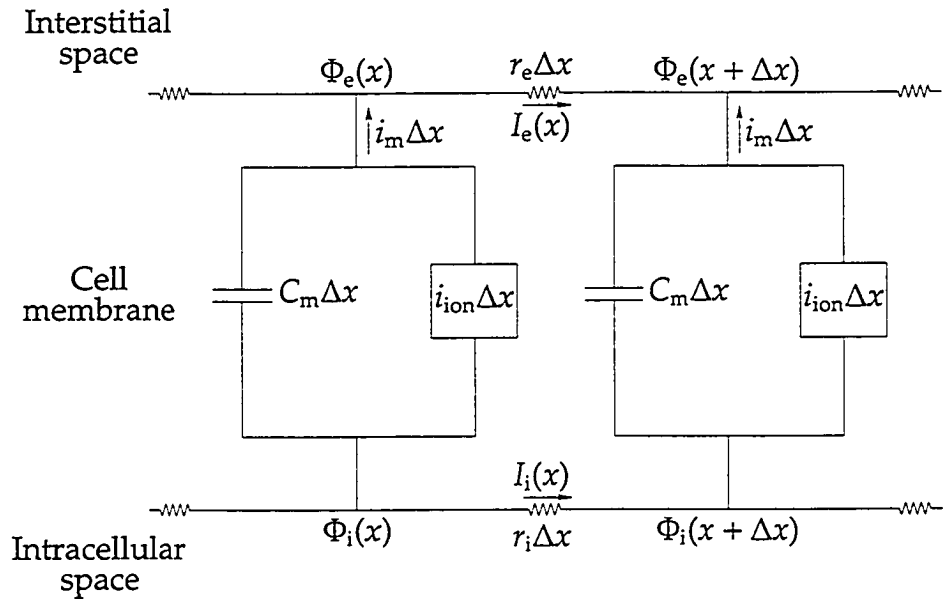 Interstitial
space
Φe(x)
re∆x
Φe(x + ∆x)
Ie(x)
im∆x
im∆x
Cell
membrane
Cm∆x
iion∆x
Cm∆x
iion∆x
Ii(x)
Φi(x)
ri∆x
Φi(x + ∆x)
Intracellular
space